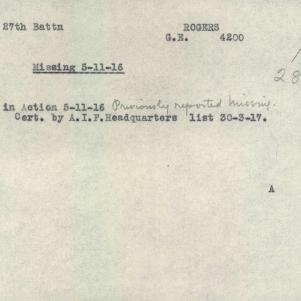 27th Battn ROGERS
G.E. 4200
Missing 5-11-16
28
in Action 5-11-16 Previously reported missing.
Cert. by A.I.F.Headquarters list 30-3-17.
A